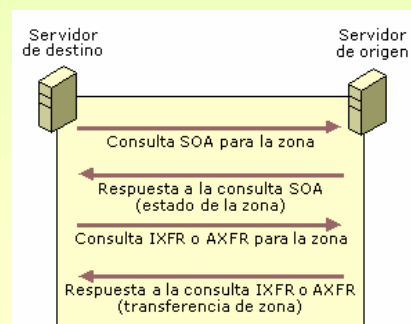 Servidor
de destino
Servidor
de origen
Consulta SOA para la zona
Respuesta a la consulta SOA
(estado de la zona)
Consulta IXFR o AXFR para la zona
Respuesta a la consulta IXFR o AXFR
(transferencia de zona)